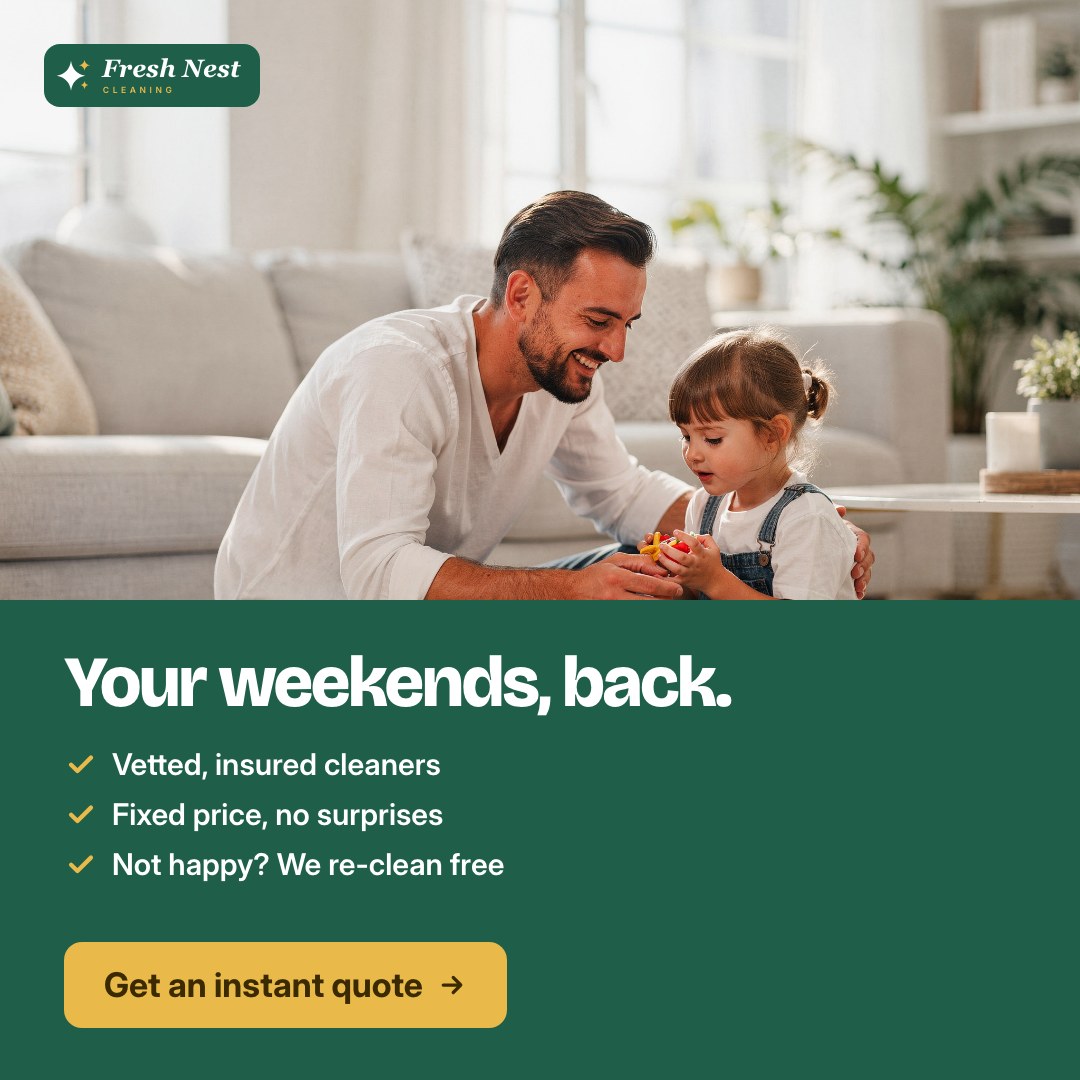 Fresh Nest
CLEANING
Your weekends, back.
Vetted, insured cleaners
Fixed price, no surprises
Not happy? We re-clean free
Get an instant quote →